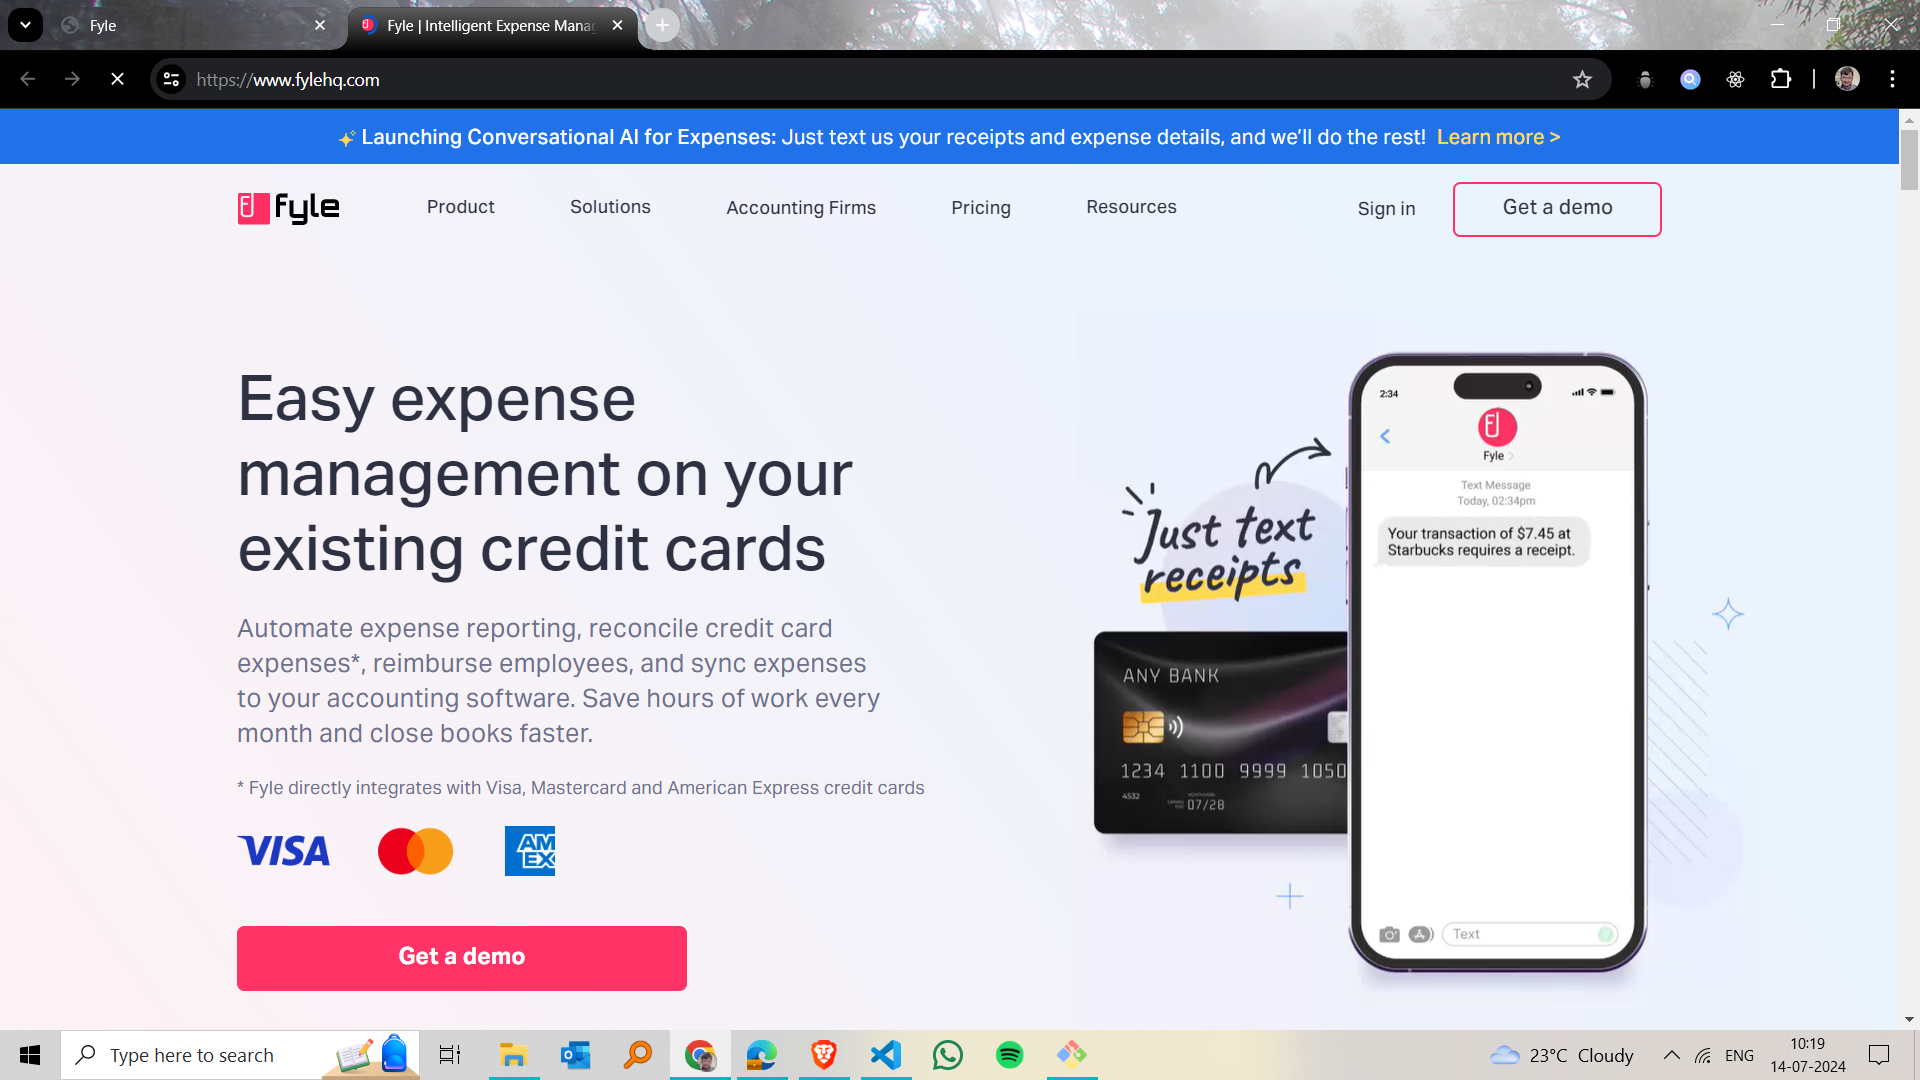 Fyle
Fyle | Intelligent Expense Mana
https://www.fylehq.com
Launching Conversational AI for Expenses: Just text us your receipts and expense details, and we’ll do the rest! Learn more >
fyle
Product
Solutions
Accounting Firms
Pricing
Resources
Sign in
Get a demo
Easy expense
management on your
existing credit cards
Automate expense reporting, reconcile credit card
expenses*, reimburse employees, and sync expenses
to your accounting software. Save hours of work every
month and close books faster.
* Fyle directly integrates with Visa, Mastercard and American Express credit cards
VISA
AM
EX
Get a demo
Just text
receipts
ANY BANK
1234 1100 9999 1050
4532
07/28
2:34
Fyle
Text Message
Today, 02:34pm
Your transaction of $7.45 at
Starbucks requires a receipt.
Text
Type here to search
23°C Cloudy
ENG
10:19
14-07-2024